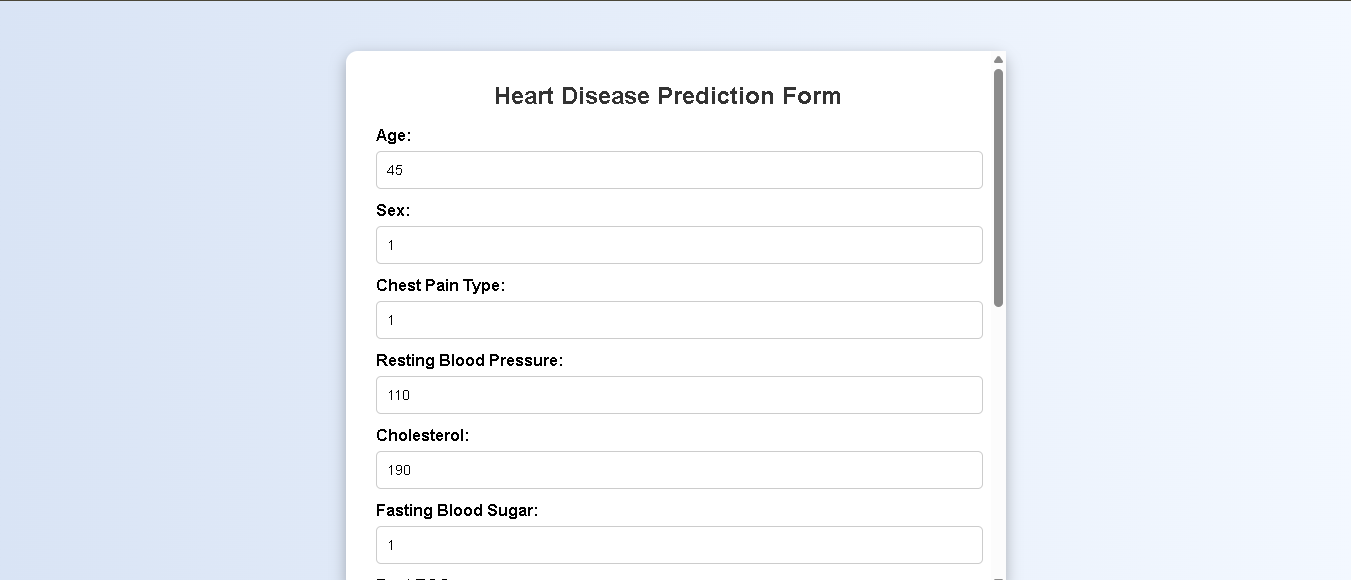 Heart Disease Prediction Form
Age:
45
Sex:
1
Chest Pain Type:
1
Resting Blood Pressure:
110
Cholesterol:
190
Fasting Blood Sugar:
1